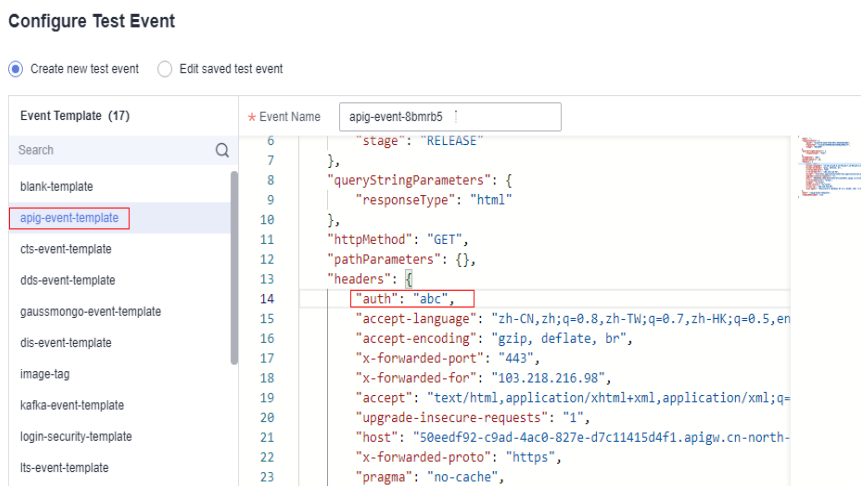 Configure Test Event
Create new test event
Edit saved test event
Event Template (17)
Search
blank-template
apig-event-template
cts-event-template
dds-event-template
gaussmongo-event-template
dis-event-template
image-tag
kafka-event-template
login-security-template
lts-event-template
* Event Name
apig-event-8bmrb5
6 "stage": "RELEASE"
7 },
8 "queryStringParameters": {
9 "responseType": "html"
10 },
11 "httpMethod": "GET",
12 "pathParameters": {},
13 "headers": {
14 "auth": "abc",
15 "accept-language": "zh-CN,zh;q=0.8,zh-TW;q=0.7,zh-HK;q=0.5,en
16 "accept-encoding": "gzip, deflate, br",
17 "x-forwarded-port": "443",
18 "x-forwarded-for": "103.218.216.98",
19 "accept": "text/html,application/xhtml+xml,application/xml;q=
20 "upgrade-insecure-requests": "1",
21 "host": "50eedf92-c9ad-4ac0-827e-d7c11415d4f1.apigw.cn-north-
22 "x-forwarded-proto": "https",
23 "pragma": "no-cache",